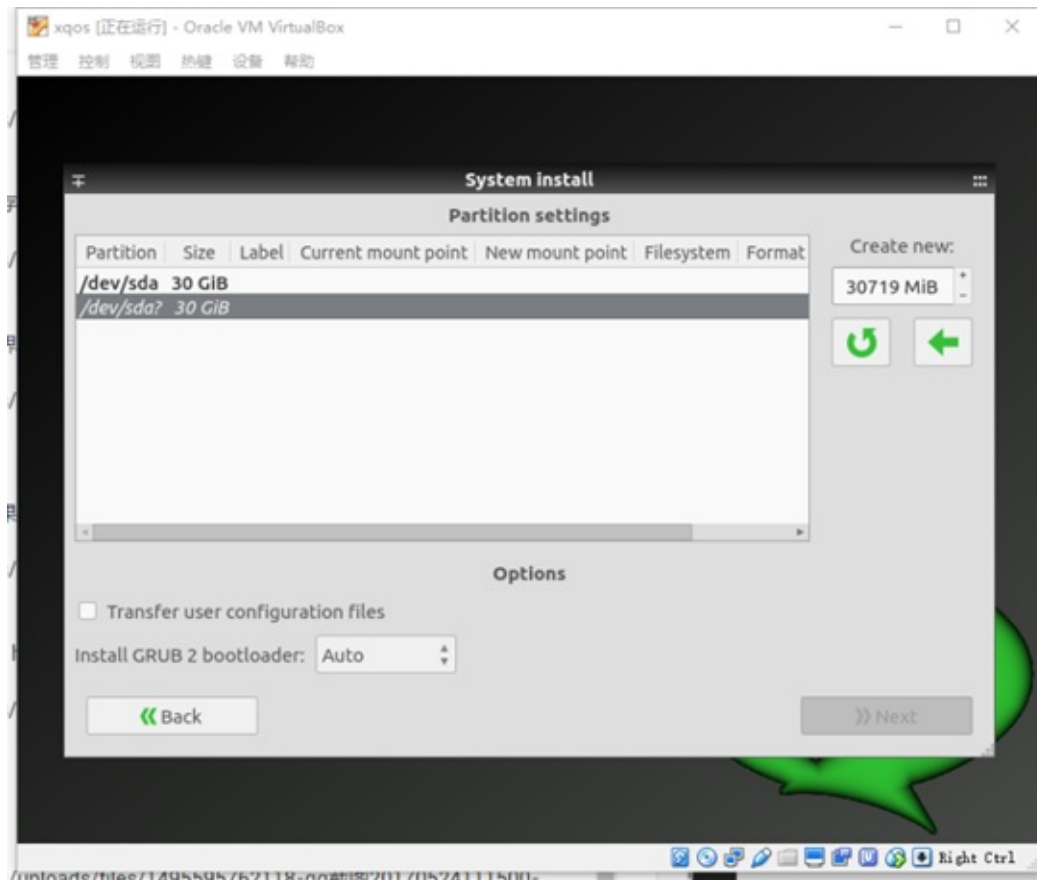 xqos [正在运行] - Oracle VM VirtualBox
管理 控制 视图 热键 设备 帮助
System install
Partition settings
Partition Size Label Current mount point New mount point Filesystem Format
/dev/sda 30 GiB
/dev/sda? 30 GiB
Create new:
30719 MiB
Options
Transfer user configuration files
Install GRUB 2 bootloader: Auto
Back
Next
Right Ctrl